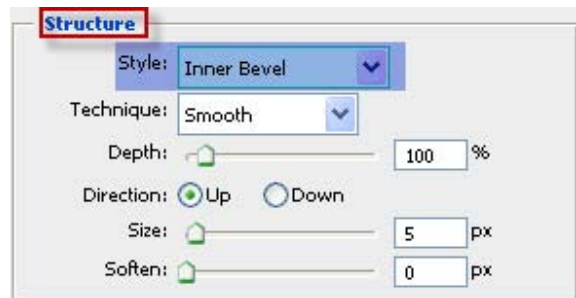 Structure
Style: Inner Bevel
Technique: Smooth
Depth: 100 %
Direction: Up Down
Size: 5 px
Soften: 0 px